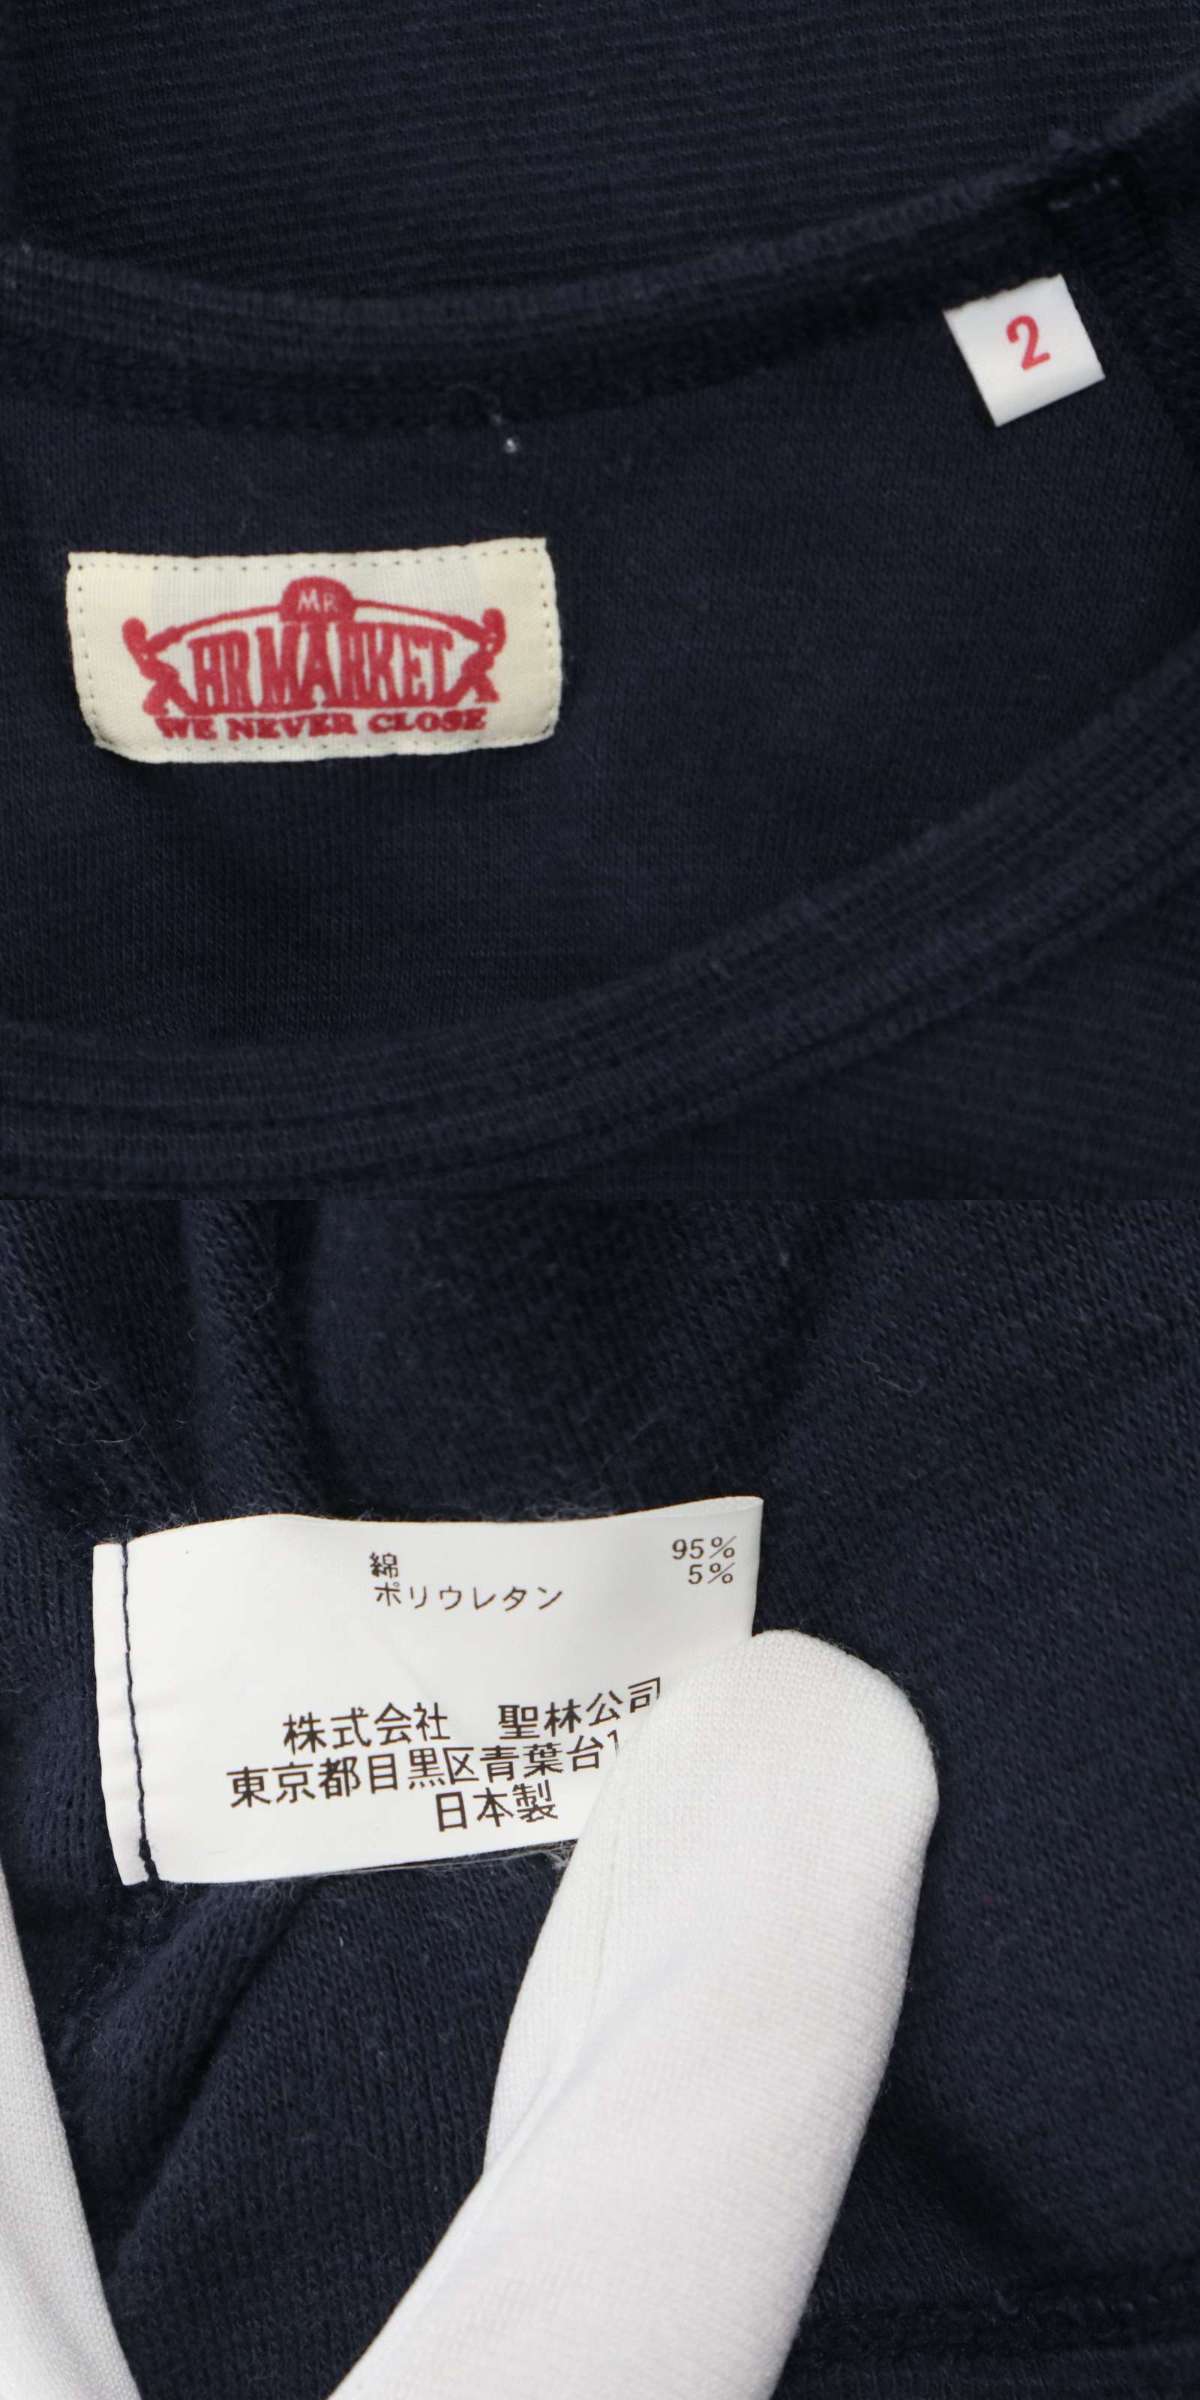 2
MR
HR MARKET
WE NEVER CLOSE
綿 95%
ポリウレタン 5%
株式会社 聖林公司
東京都目黒区青葉台1
日本製